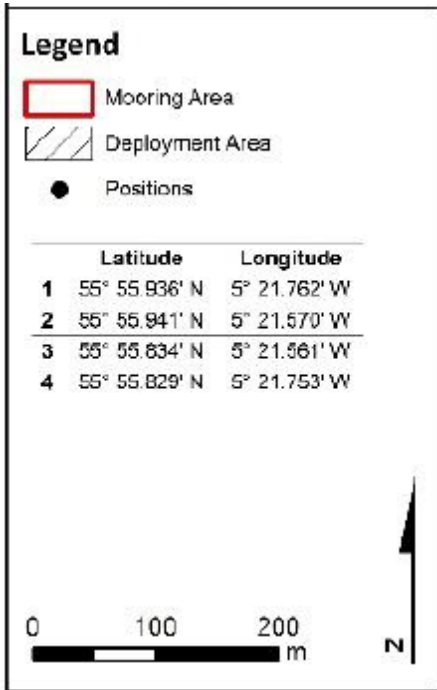 Legend
Mooring Area
Deployment Area
Positions
Latitude Longitude
1 55° 55.936' N 5° 21.762' W
2 55° 55.941' N 5° 21.570' W
3 55° 55.834' N 5° 21.561' W
4 55° 55.829' N 5° 21.753' W
0 100 200
m
N